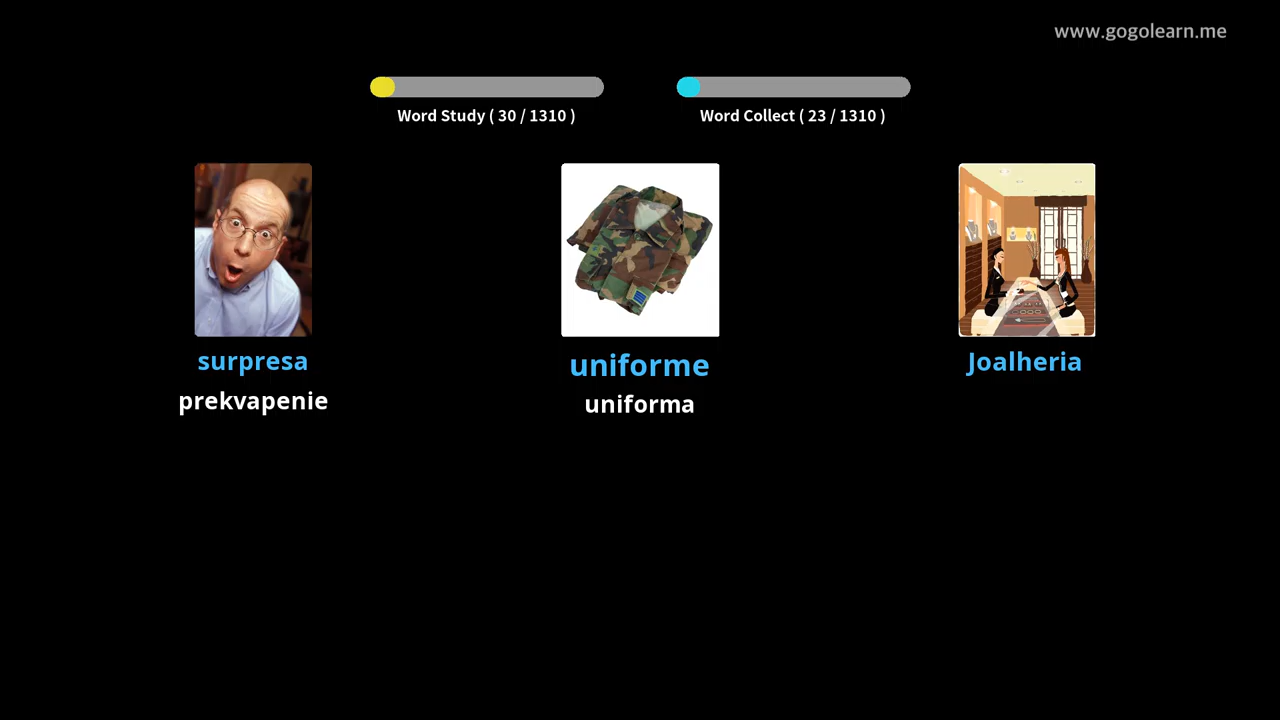 www.gogolearn.me
Word Study ( 30 / 1310 )
Word Collect ( 23 / 1310 )
surpresa
prekvapenie
uniforme
uniforma
Joalheria